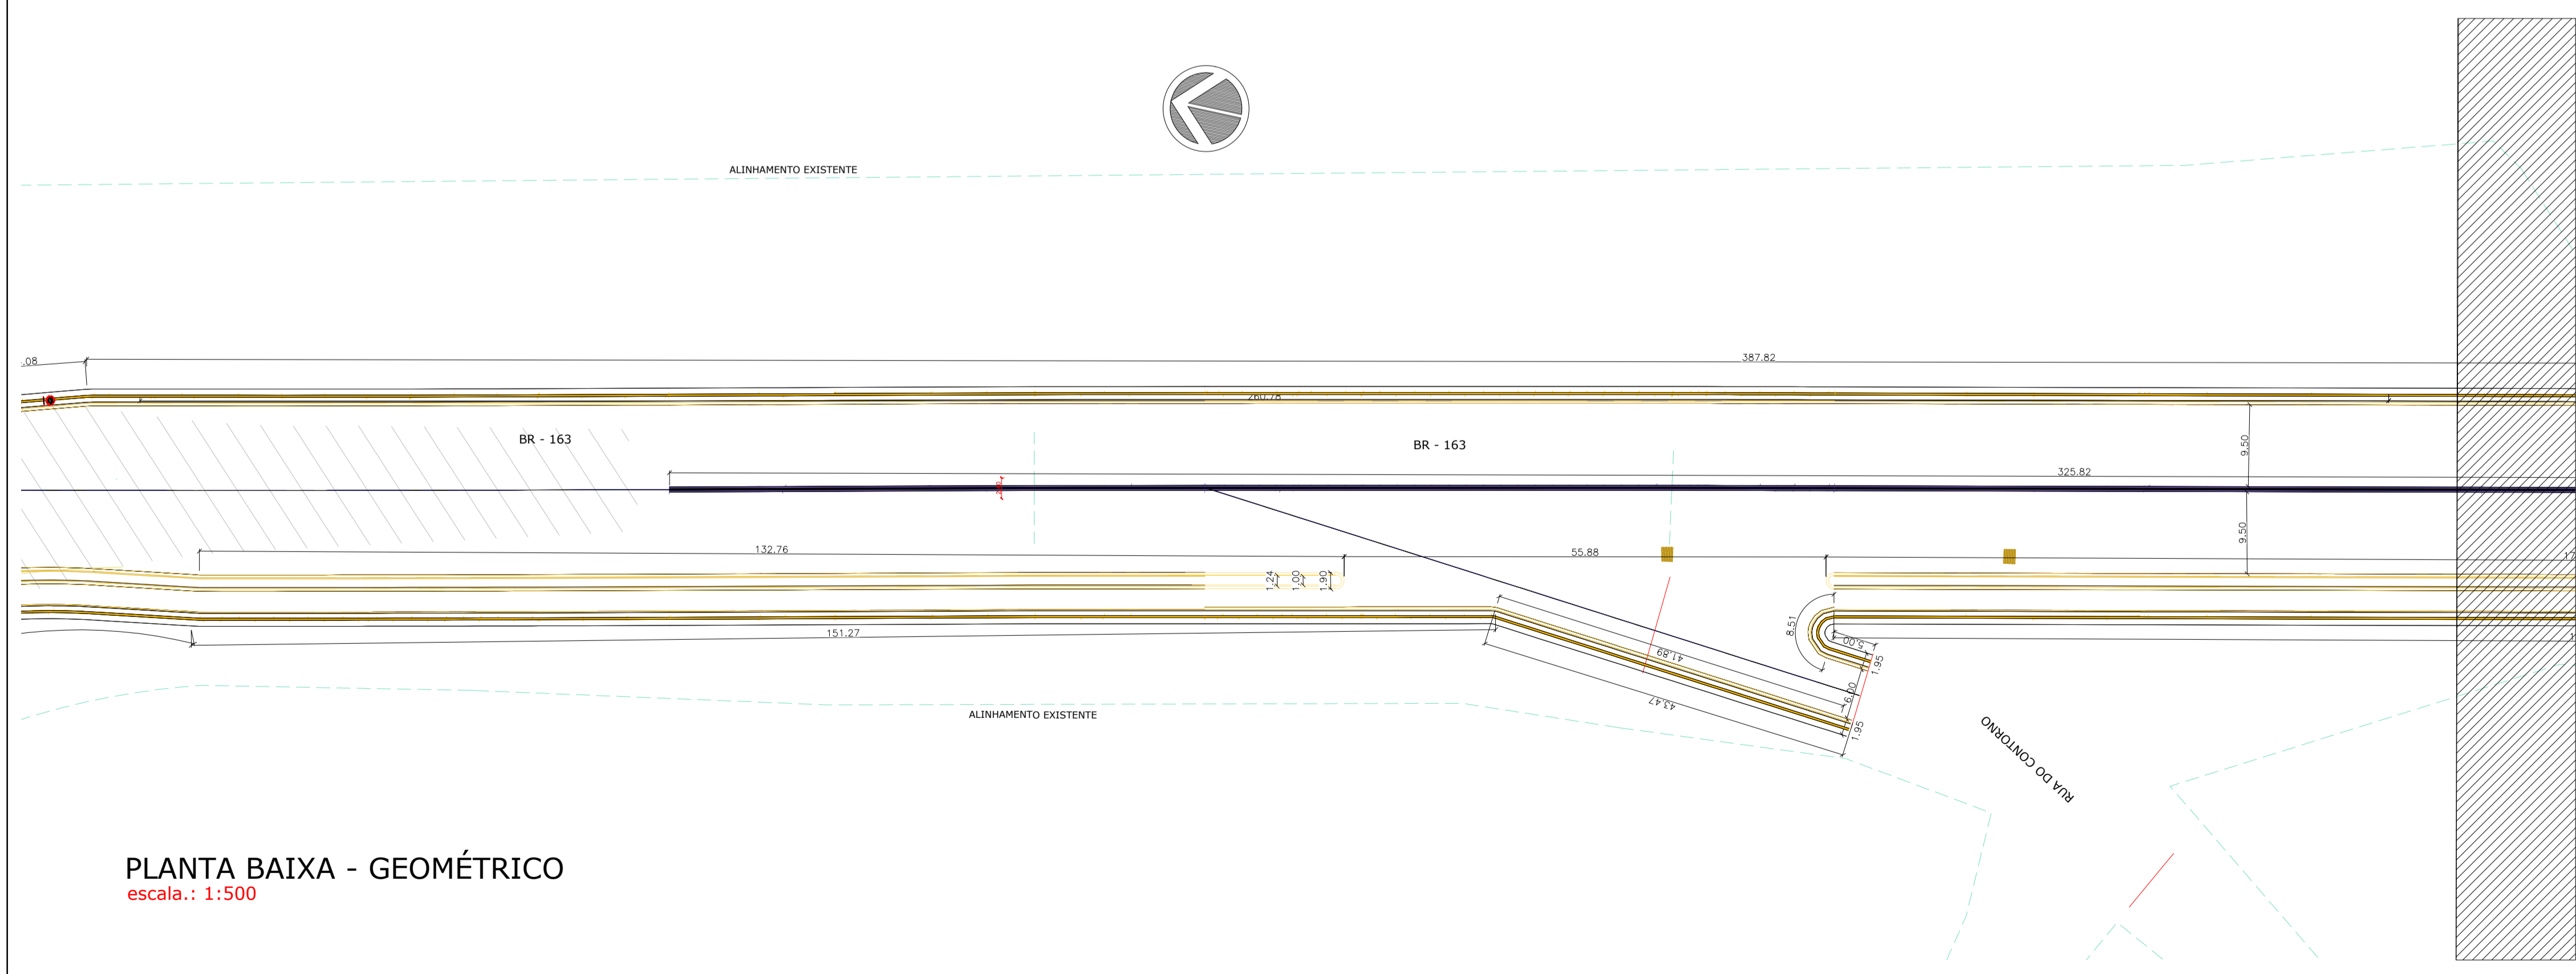 ALINHAMENTO EXISTENTE
.08
387.82
260.78
BR - 163
BR - 163
9.50
325.82
132.76
55.88
9.50
17
1.24
1.00
1.90
151.27
8.51
5.00
1.95
41.89
6.00
43.47
1.95
ALINHAMENTO EXISTENTE
RUA DO CONTORNO
PLANTA BAIXA - GEOMÉTRICO
escala.: 1:500